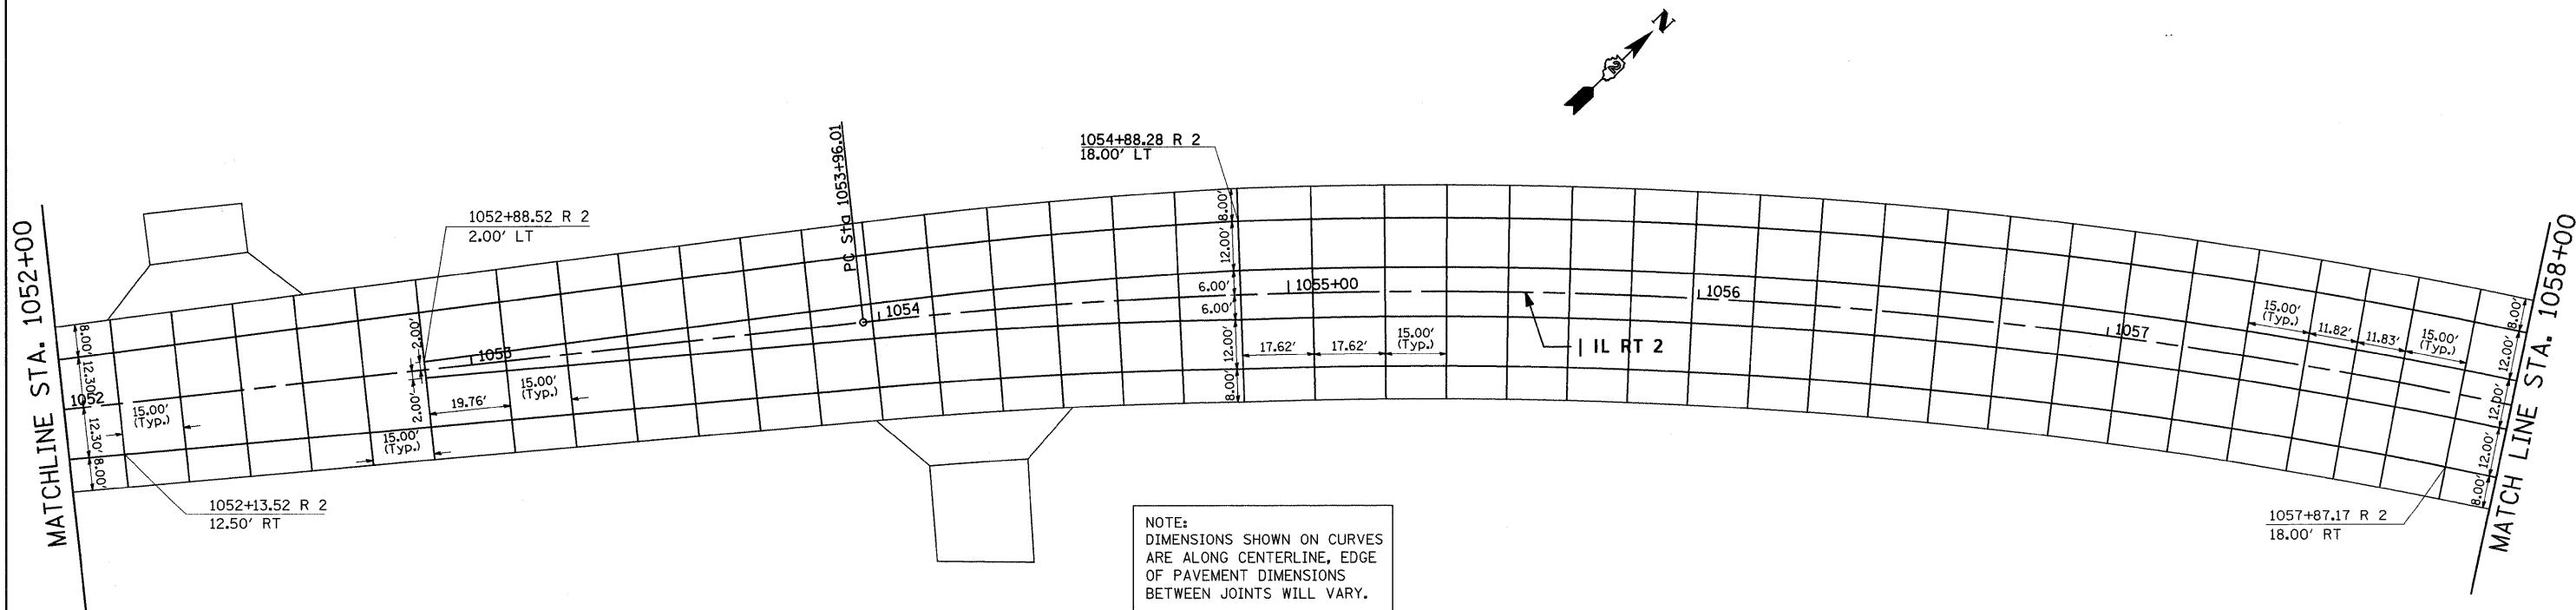 N
2
MATCHLINE STA. 1052+00
8.00'
12.30'
12.30'
8.00'
1052
15.00'
(Typ.)
1052+13.52 R 2
12.50' RT
1052+88.52 R 2
2.00' LT
2.00'
2.00'
1053
19.76'
15.00'
(Typ.)
15.00'
(Typ.)
PC Sta 1053+96.01
1054
1054+88.28 R 2
18.00' LT
8.00'
12.00'
6.00'
6.00'
12.00'
8.00'
1055+00
17.62'
17.62'
15.00'
(Typ.)
IL RT 2
1056
1057
15.00'
(Typ.)
11.82'
11.83'
15.00'
(Typ.)
8.00'
12.00'
12.00'
12.00'
8.00'
1057+87.17 R 2
18.00' RT
MATCH LINE STA. 1058+00
NOTE:
DIMENSIONS SHOWN ON CURVES
ARE ALONG CENTERLINE, EDGE
OF PAVEMENT DIMENSIONS
BETWEEN JOINTS WILL VARY.